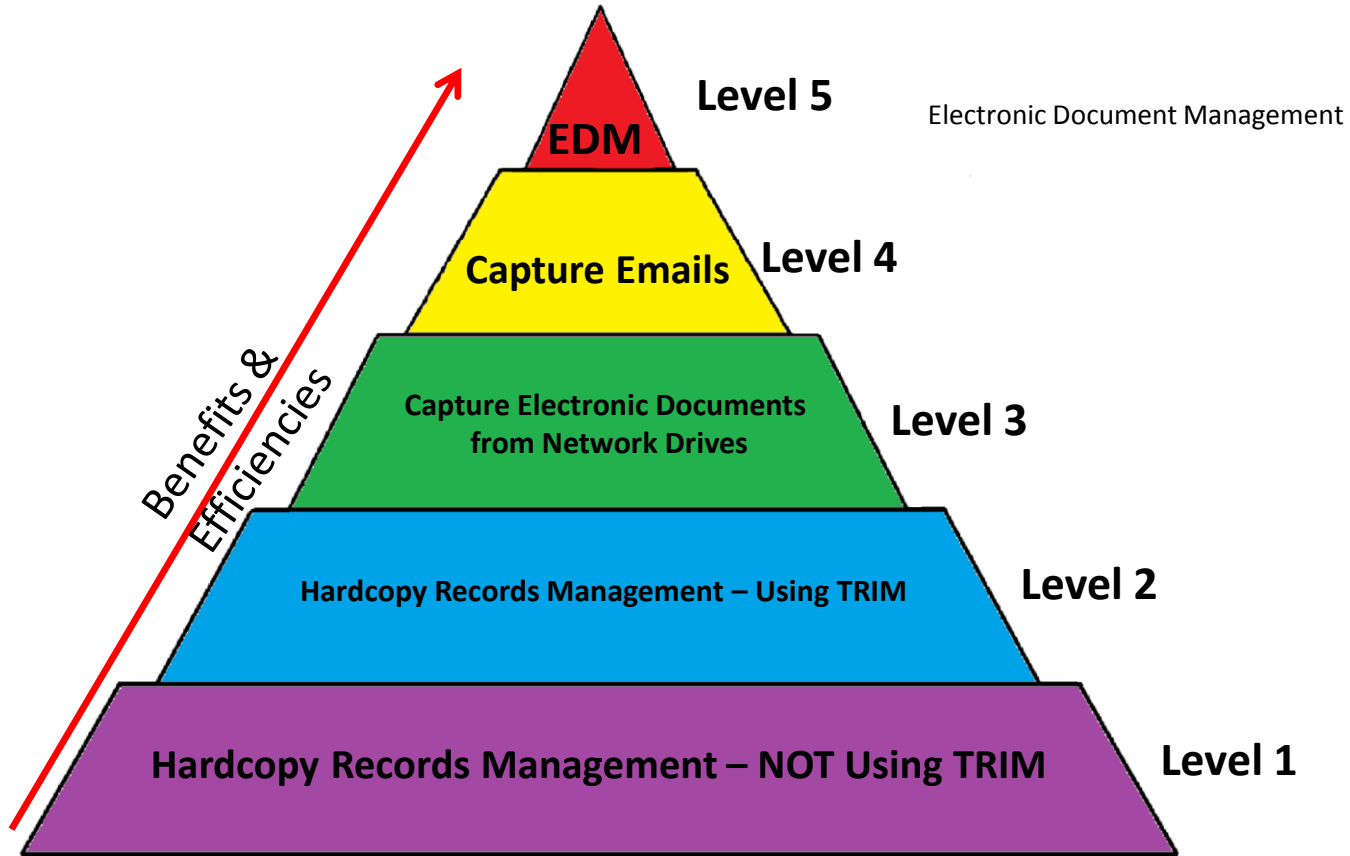 Level 5
Electronic Document Management
EDM
Level 4
Capture Emails
Benefits &
Efficiencies
Capture Electronic Documents
from Network Drives
Level 3
Hardcopy Records Management – Using TRIM
Level 2
Hardcopy Records Management – NOT Using TRIM
Level 1